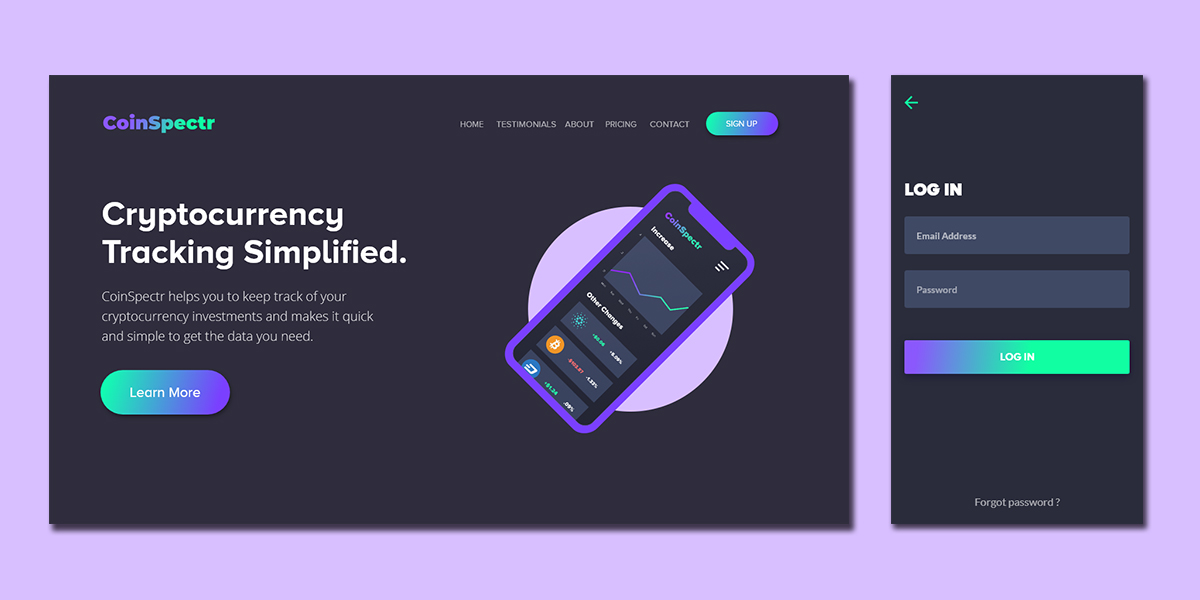 CoinSpectr
HOME TESTIMONIALS ABOUT PRICING CONTACT SIGN UP
Cryptocurrency
Tracking Simplified.
CoinSpectr helps you to keep track of your
cryptocurrency investments and makes it quick
and simple to get the data you need.
Learn More
CoinSpectr
Increase
Other Changes
LOG IN
Email Address
Password
LOG IN
Forgot password ?